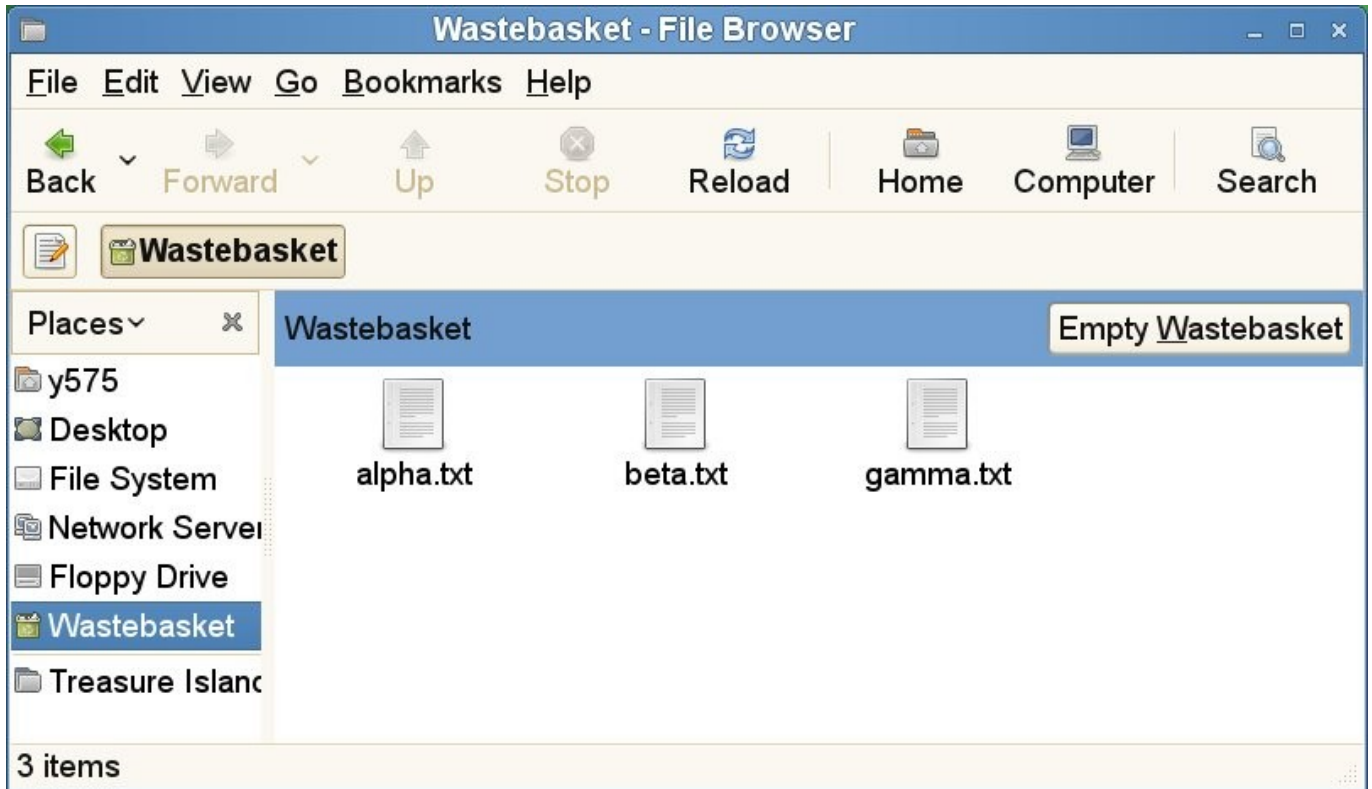 Wastebasket - File Browser
File Edit View Go Bookmarks Help
Back Forward Up Stop Reload Home Computer Search
Wastebasket
Places
Wastebasket Empty Wastebasket
y575
Desktop
File System
Network Server
Floppy Drive
Wastebasket
Treasure Island
alpha.txt beta.txt gamma.txt
3 items